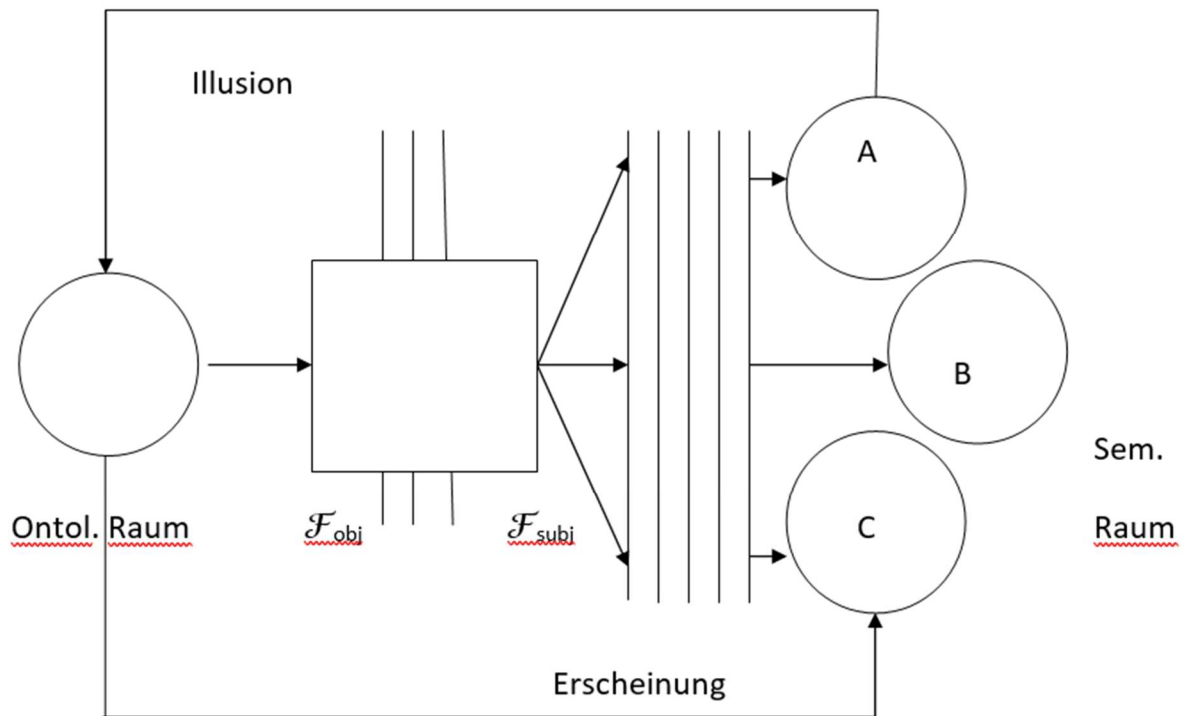 Illusion
A
B
Sem.
Ontol. Raum
ℱobj
ℱsubj
C
Raum
Erscheinung